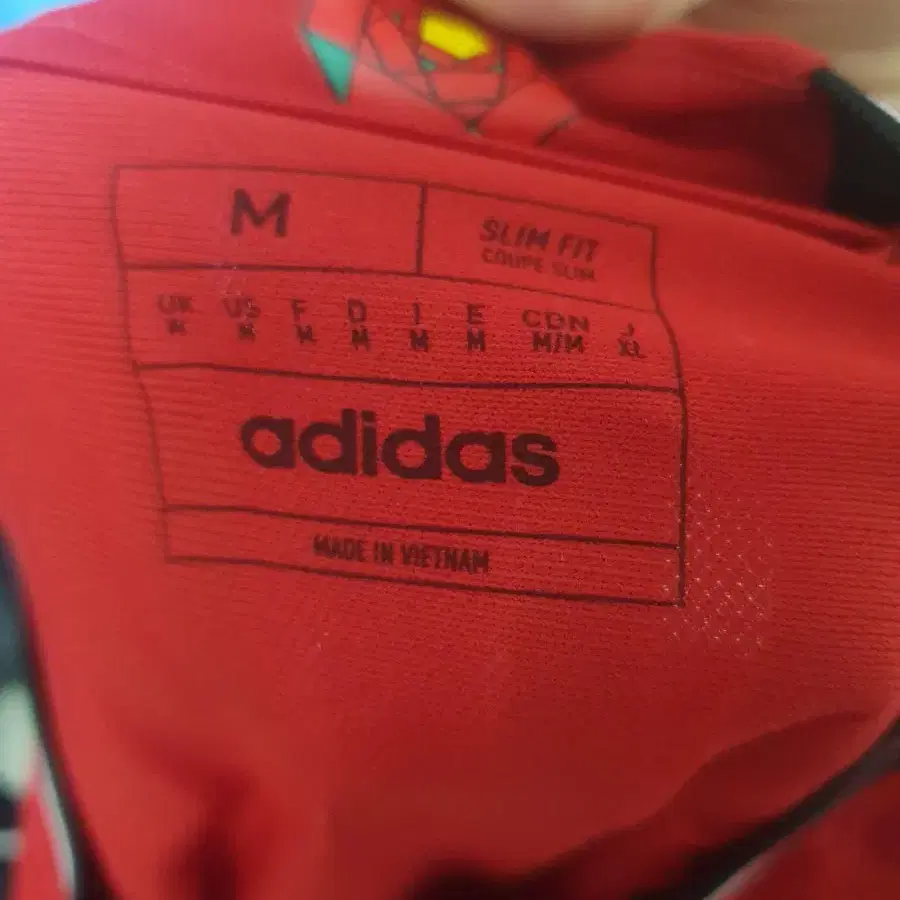 M
SLIM FIT
COUPE SLIM
UK US F D I E CDN J
M M M M M M M/M XL
adidas
MADE IN VIETNAM